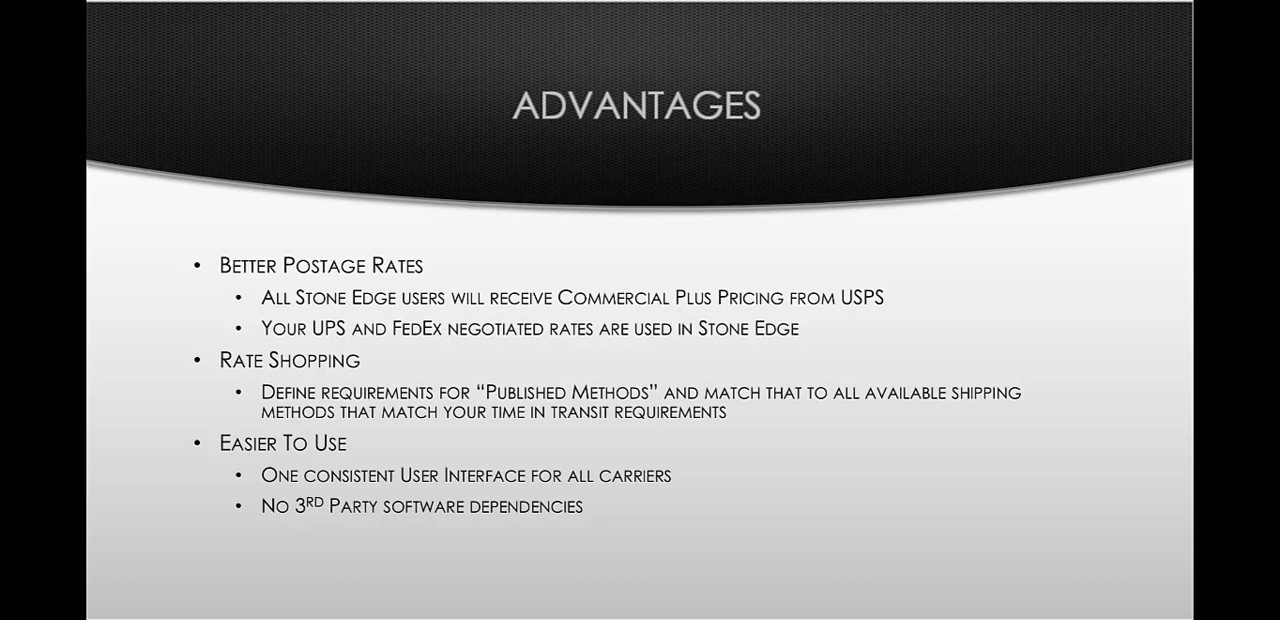 ADVANTAGES
• Better Postage Rates
• All Stone Edge users will receive Commercial Plus Pricing from USPS
• Your UPS and FedEx negotiated rates are used in Stone Edge
• Rate Shopping
• Define requirements for “Published Methods” and match that to all available shipping
methods that match your time in transit requirements
• Easier To Use
• One consistent User Interface for all carriers
• No 3rd Party software dependencies